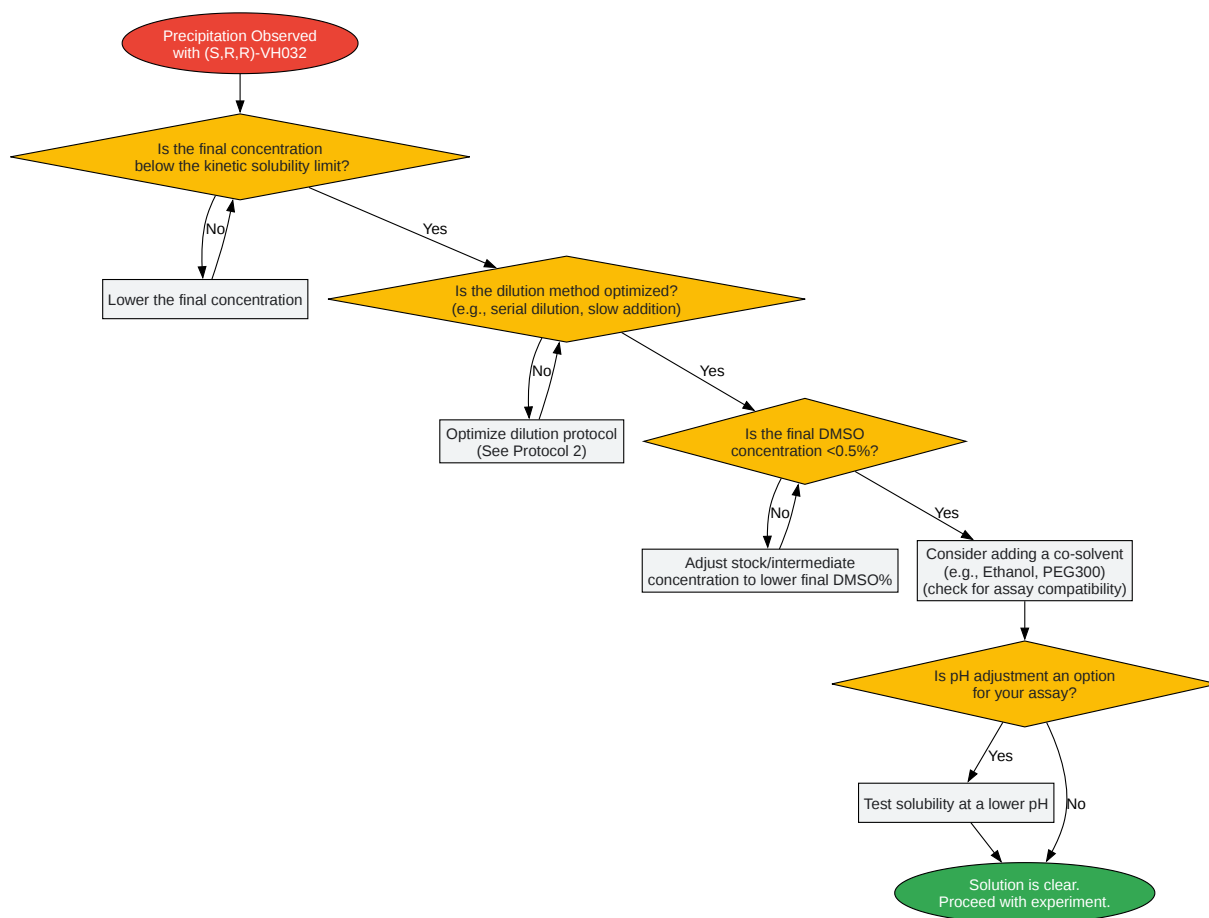 Precipitation Observed
with (S,R,R)-VH032
Is the final concentration
below the kinetic solubility limit?
No
Yes
Lower the final concentration
Is the dilution method optimized?
(e.g., serial dilution, slow addition)
No
Yes
Optimize dilution protocol
(See Protocol 2)
Is the final DMSO
concentration <0.5%?
No
Yes
Adjust stock/intermediate
concentration to lower final DMSO%
Consider adding a co-solvent
(e.g., Ethanol, PEG300)
(check for assay compatibility)
Is pH adjustment an option
for your assay?
Yes
No
Test solubility at a lower pH
Solution is clear.
Proceed with experiment.